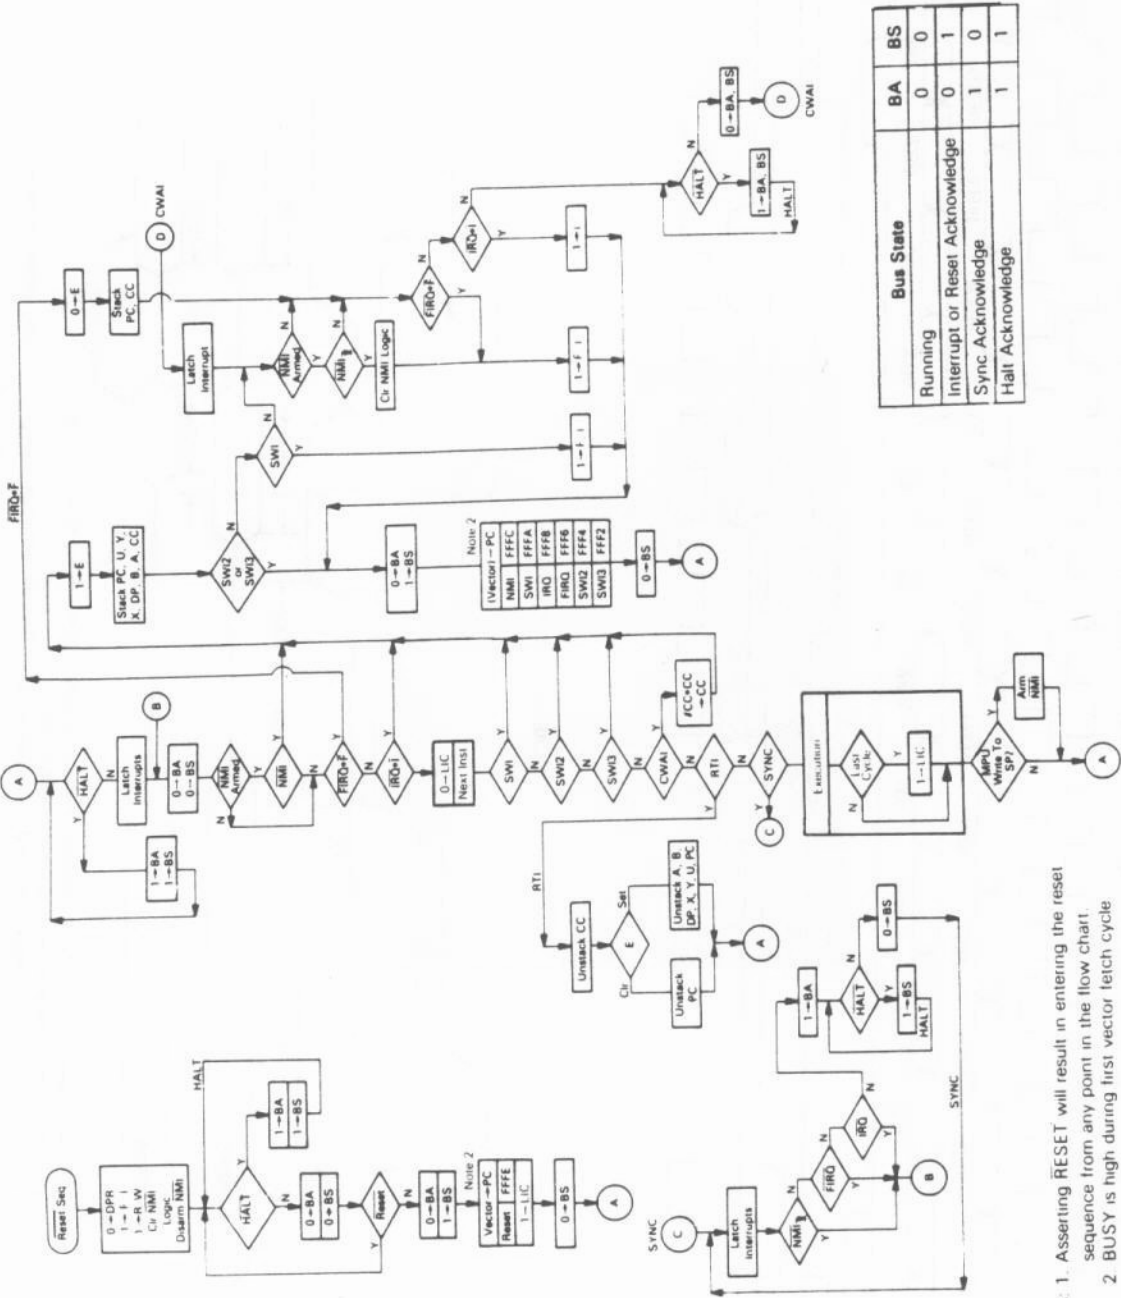 Reset Seq
0→DPR
1→F I
1→R W
Clr NMI
Logic
Disarm NMI
HALT
Y
N
1→BA
1→BS
HALT
0→BA
0→BS
Reset
Y
N
0→BA
1→BS
Note 2
Vector→PC
Reset FFFE
1→LIC
0→BS
A
A
HALT
Y
N
1→BA
1→BS
Latch
Interrupts
B
0→BA
0→BS
NMI
Armed
N
Y
NMI
Y
N
FIRQ•F
Y
N
IRQ•I
Y
N
0→LIC
Next Inst
SWI
Y
N
SWI2
Y
N
SWI3
Y
N
CWAI
Y
N
ICC•CC
→CC
RTI
Y
N
SYNC
Y
N
C
Execution
Last
Cycle
N
Y
1→LIC
MPU
Write To
SP?
Y
N
Arm
NMI
A
RTI
Unstack CC
E
Clr
Set
Unstack
PC
Unstack A, B,
DP, X, Y, U, PC
A
SYNC
C
Latch
Interrupts
NMI
N
Y
FIRQ
N
Y
IRQ
N
Y
B
1→BA
HALT
N
Y
1→BS
HALT
0→BS
SYNC
FIRQ•F
1→E
Stack PC, U, Y,
X, DP, B, A, CC
SWI2
or
SWI3
N
Y
0→BA
1→BS
Note 2
(Vector)→PC
NMI FFFC
SWI FFFA
IRQ FFF8
FIRQ FFF6
SWI2 FFF4
SWI3 FFF2
0→BS
A
SWI
N
Y
1→F, I
0→E
Stack
PC, CC
D
CWAI
Latch
Interrupt
NMI
Armed
N
Y
NMI
N
Y
Clr NMI Logic
1→F, I
FIRQ•F
N
Y
IRQ•I
N
Y
1→I
HALT
N
Y
1→BA, BS
HALT
0→BA, BS
D
CWAI
Bus State BA BS
Running 0 0
Interrupt or Reset Acknowledge 0 1
Sync Acknowledge 1 0
Halt Acknowledge 1 1
: 1. Asserting RESET will result in entering the reset
sequence from any point in the flow chart.
2. BUSY is high during first vector fetch cycle